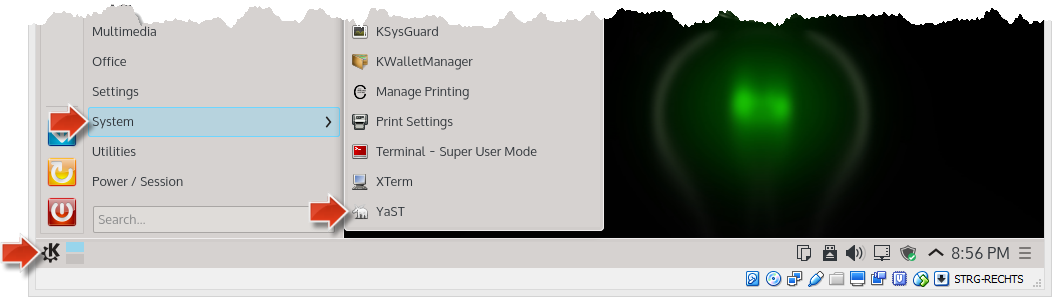 Multimedia
Office
Settings
System
Utilities
Power / Session
Search...
KSysGuard
KWalletManager
Manage Printing
Print Settings
Terminal - Super User Mode
XTerm
YaST
8:56 PM
STRG-RECHTS